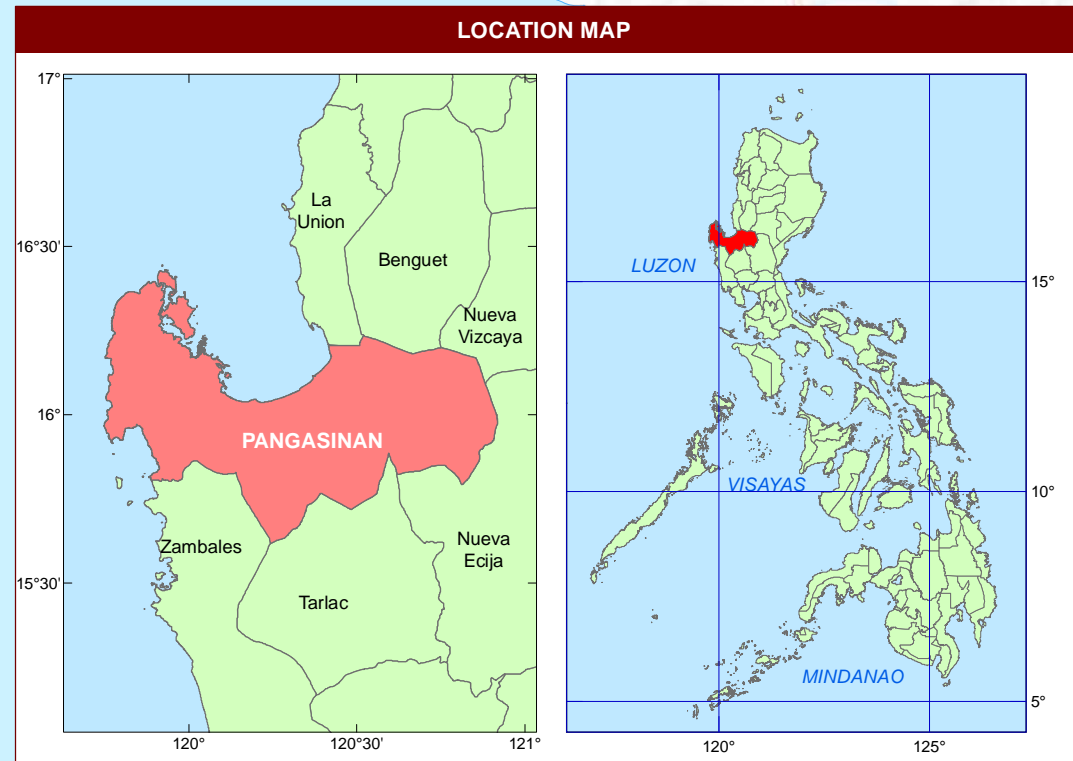 LOCATION MAP
17°
16°30'
16°
15°30'
120°
120°30'
121°
La
Union
Benguet
Nueva
Vizcaya
PANGASINAN
Zambales
Nueva
Ecija
Tarlac
LUZON
VISAYAS
MINDANAO
15°
10°
5°
120°
125°